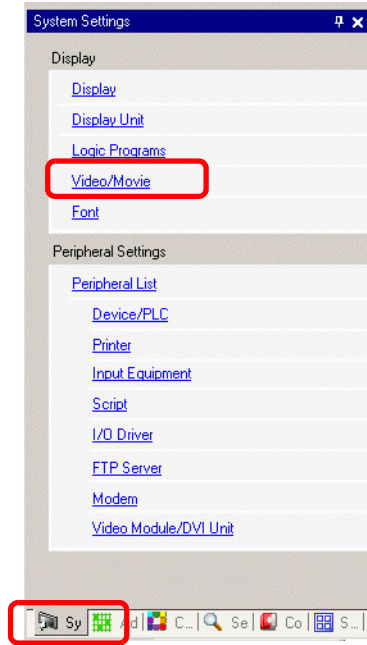 System Settings
Display
Display
Display Unit
Logic Programs
Video/Movie
Font
Peripheral Settings
Peripheral List
Device/PLC
Printer
Input Equipment
Script
I/O Driver
FTP Server
Modem
Video Module/DVI Unit
Sy Ad C... Se Co S...